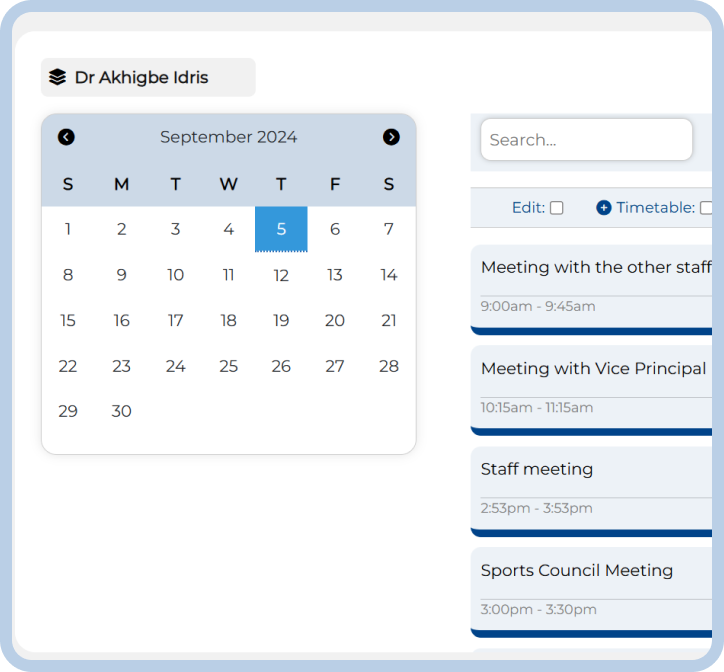 Dr Akhigbe Idris
September 2024
S M T W T F S
1 2 3 4 5 6 7
8 9 10 11 12 13 14
15 16 17 18 19 20 21
22 23 24 25 26 27 28
29 30
Search...
Edit: Timetable:
Meeting with the other staff
9:00am - 9:45am
Meeting with Vice Principal
10:15am - 11:15am
Staff meeting
2:53pm - 3:53pm
Sports Council Meeting
3:00pm - 3:30pm